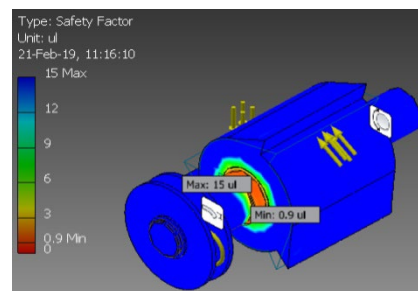 Type: Safety Factor
Unit: ul
21-Feb-19, 11:16:10
15 Max
12
9
6
3
0.9 Min
0
Max: 15 ul
Min: 0.9 ul